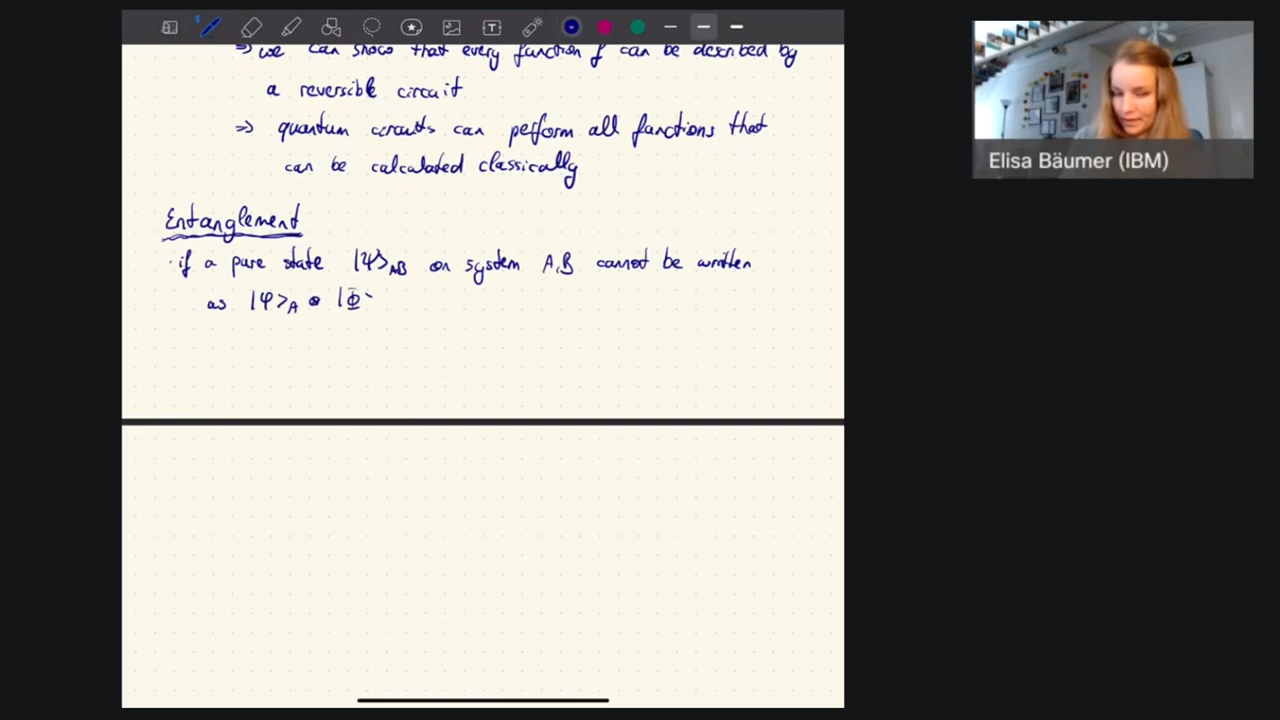 ⇒ we can show that every function f can be described by
a reversible circuit
⇒ quantum circuits can perform all functions that
can be calculated classically
Entanglement
· if a pure state |Ψ>AB on system A,B cannot be written
as |φ>A ⊗ |Φ
Elisa Bäumer (IBM)